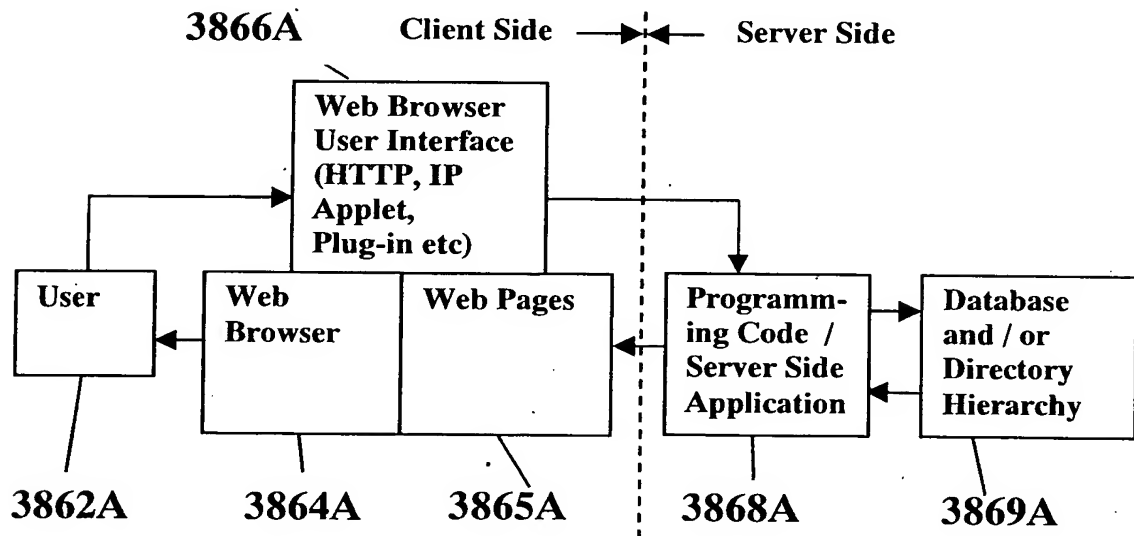 3866A
Client Side
Server Side
Web Browser
User Interface
(HTTP, IP
Applet,
Plug-in etc)
User
Web
Browser
Web Pages
Programm-
ing Code /
Server Side
Application
Database
and / or
Directory
Hierarchy
3862A
3864A
3865A
3868A
3869A